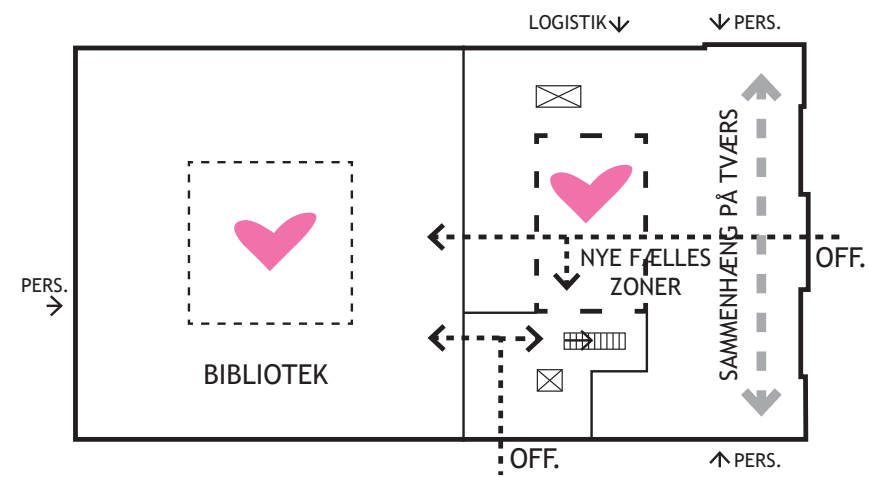 LOGISTIK
PERS.
SAMMENHÆNG PÅ TVÆRS
NYE FÆLLES
ZONER
OFF.
PERS.
BIBLIOTEK
OFF.
PERS.